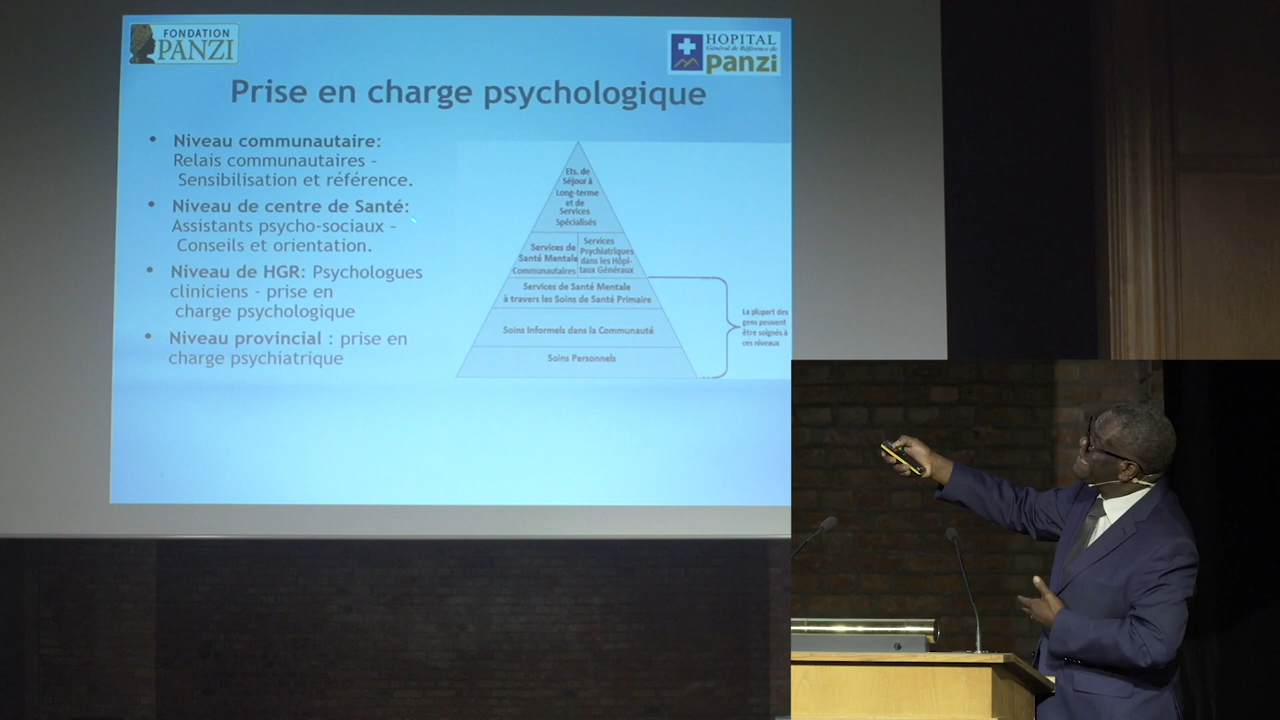 FONDATION
PANZI
HOPITAL
Général de Référence de
panzi
Prise en charge psychologique
• Niveau communautaire:
Relais communautaires –
Sensibilisation et référence.
• Niveau de centre de Santé:
Assistants psycho-sociaux –
Conseils et orientation.
• Niveau de HGR: Psychologues
cliniciens - prise en
charge psychologique
• Niveau provincial : prise en
charge psychiatrique
Ets. de
Séjour à
Long-terme
et de
Services
Spécialisés
Services de
Santé Mentale
Communautaires
Services
Psychiatriques
dans les Hôpi-
taux Généraux
Services de Santé Mentale
à travers les Soins de Santé Primaire
Soins Informels dans la Communauté
Soins Personnels
La plupart des
gens peuvent
être soignés à
ces niveaux